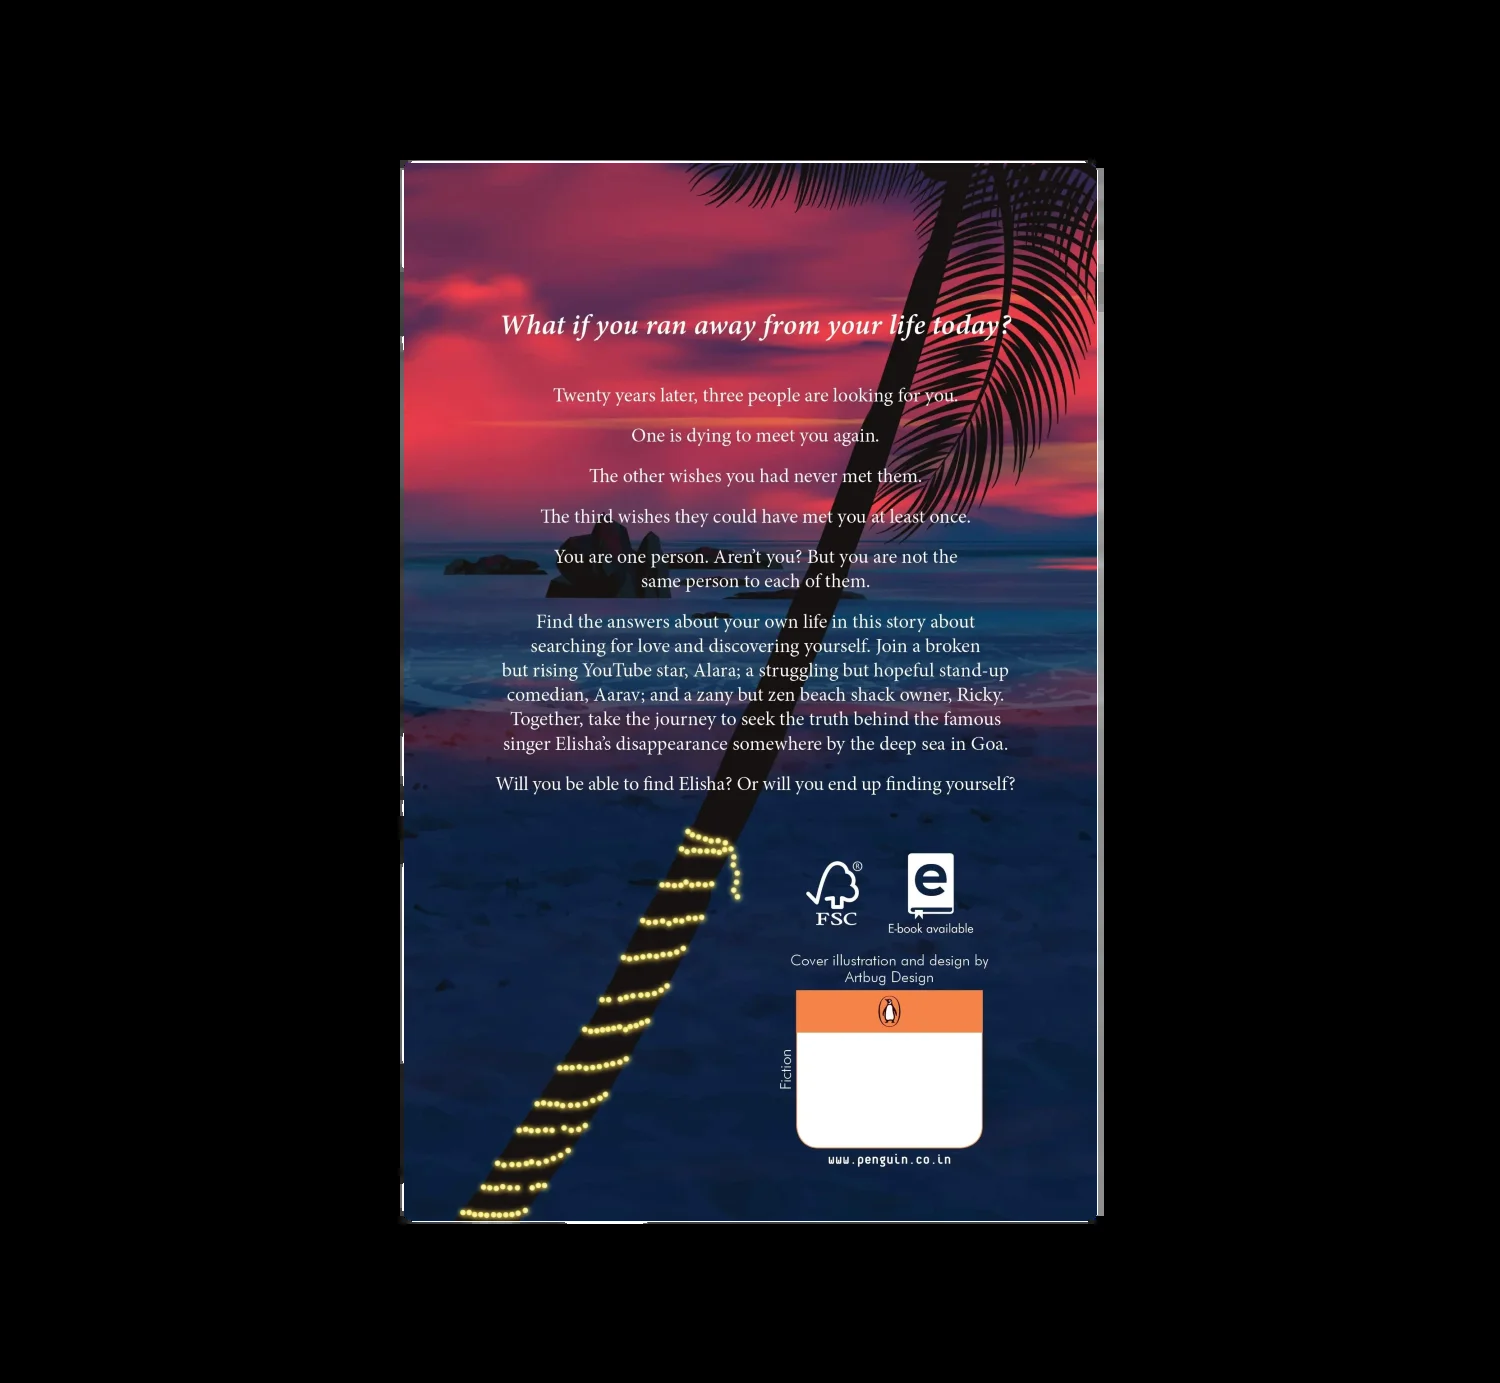 What if you ran away from your life today?
Twenty years later, three people are looking for you.
One is dying to meet you again.
The other wishes you had never met them.
The third wishes they could have met you at least once.
You are one person. Aren’t you? But you are not the
same person to each of them.
Find the answers about your own life in this story about
searching for love and discovering yourself. Join a broken
but rising YouTube star, Alara; a struggling but hopeful stand-up
comedian, Aarav; and a zany but zen beach shack owner, Ricky.
Together, take the journey to seek the truth behind the famous
singer Elisha’s disappearance somewhere by the deep sea in Goa.
Will you be able to find Elisha? Or will you end up finding yourself?
®
FSC
e
E-book available
Cover illustration and design by
Artbug Design
Fiction
www.penguin.co.in